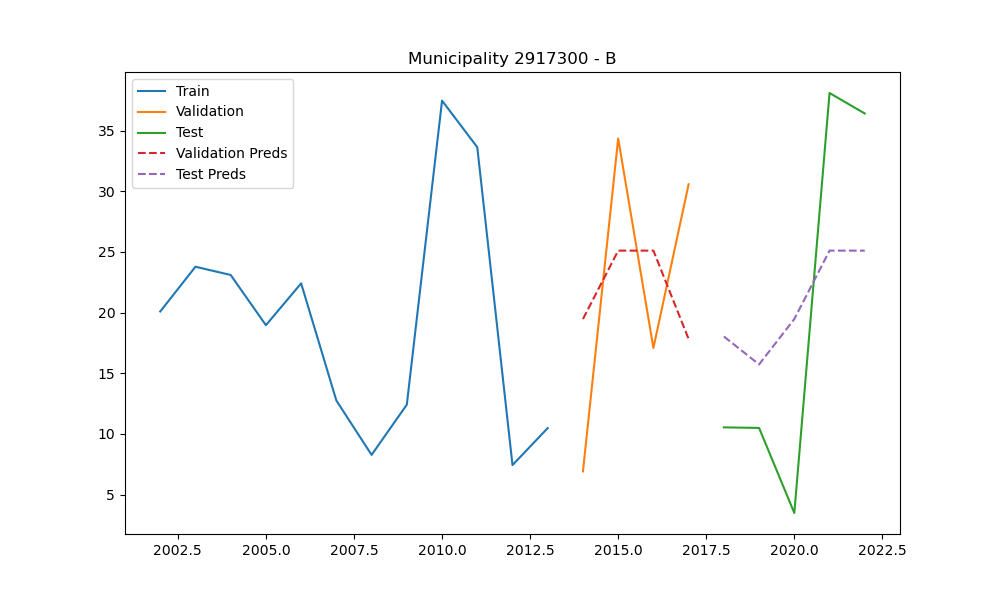 Municipality 2917300 - B
Train
Validation
Test
Validation Preds
Test Preds
35
30
25
20
15
10
5
2002.5 2005.0 2007.5 2010.0 2012.5 2015.0 2017.5 2020.0 2022.5